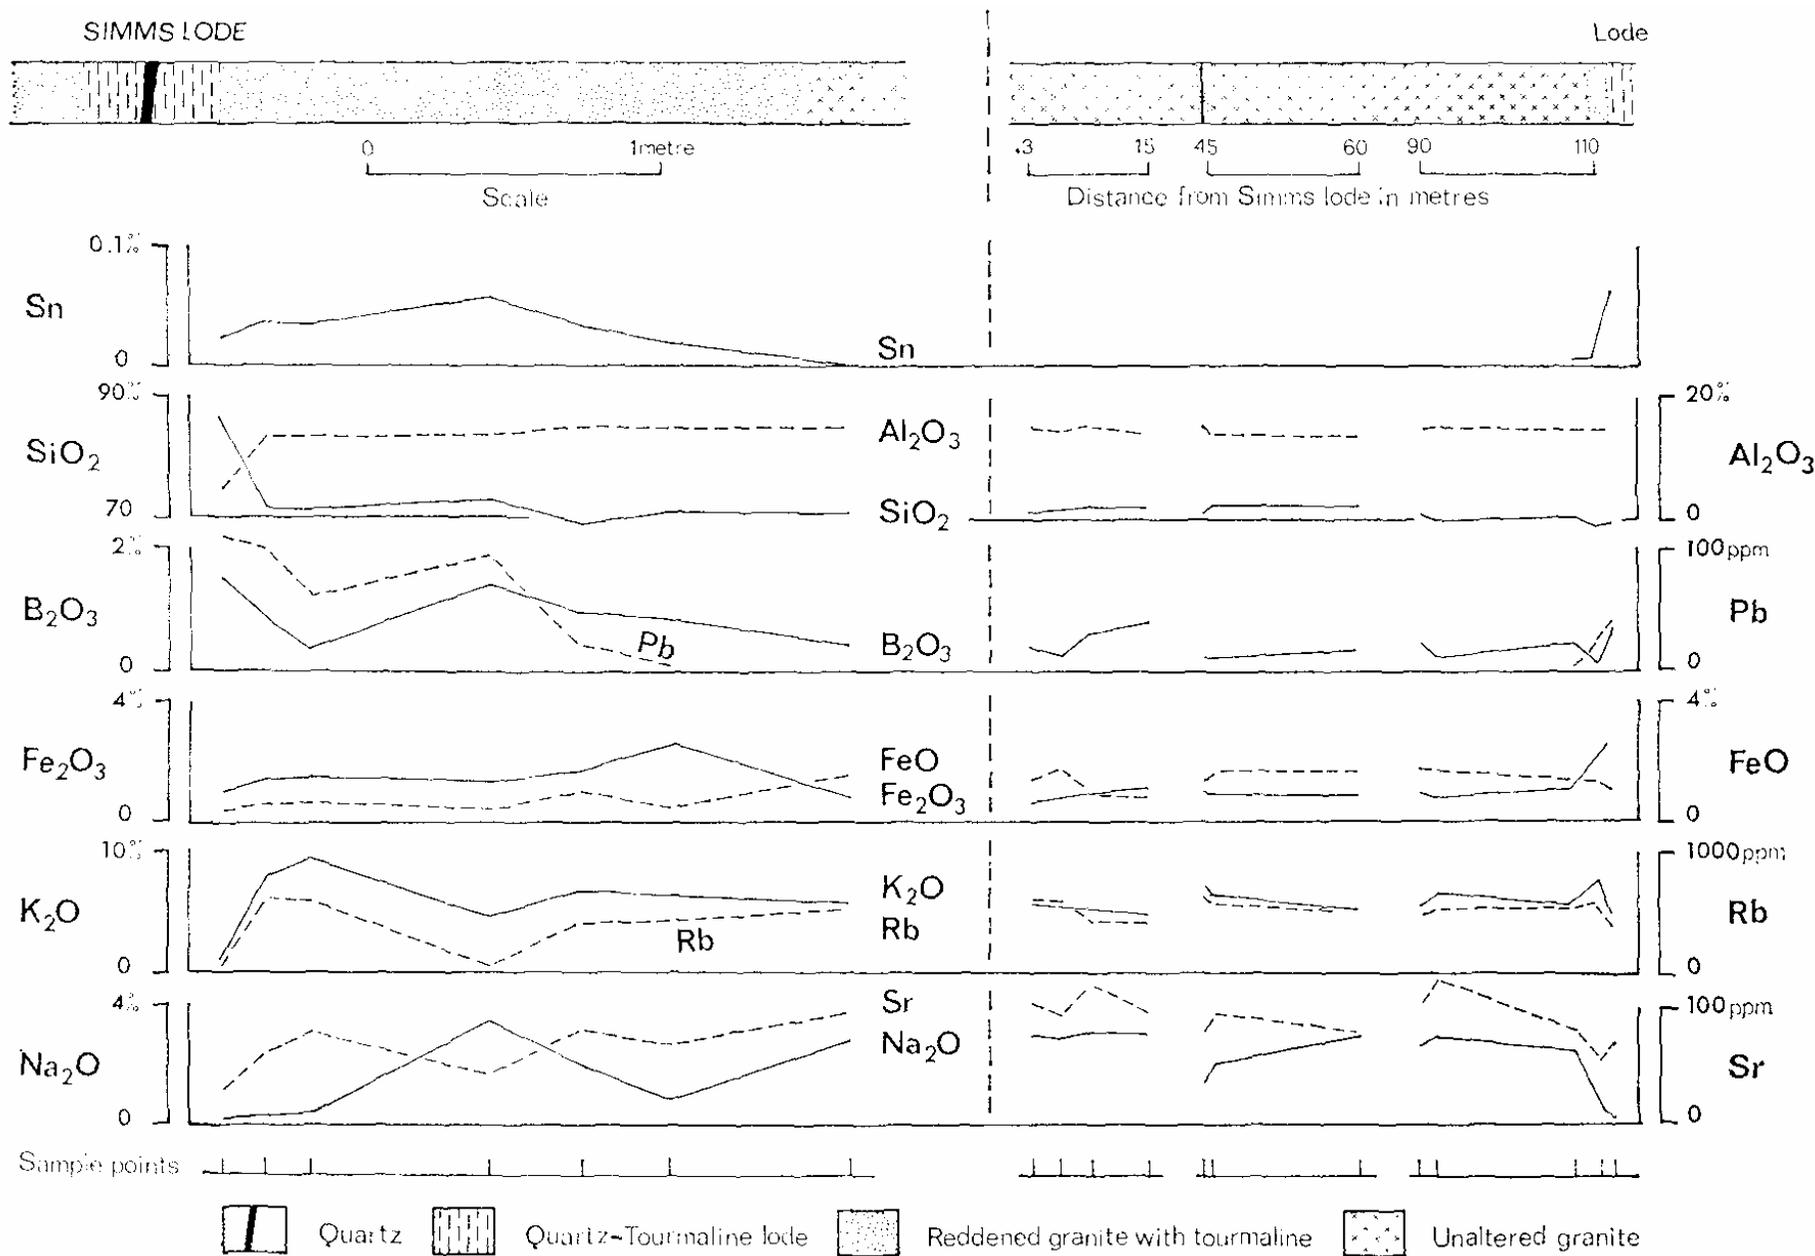 SIMMS LODE
Lode
0 1metre
Scale
.3 15 45 60 90 110
Distance from Simms lode in metres
0.1%
Sn
0
Sn
90%
SiO₂
70
Al₂O₃
SiO₂
20%
Al₂O₃
0
2%
B₂O₃
0
Pb
B₂O₃
100ppm
Pb
0
4%
Fe₂O₃
0
FeO
Fe₂O₃
4%
FeO
0
10%
K₂O
0
K₂O
Rb
Rb
1000ppm
Rb
0
4%
Na₂O
0
Sr
Na₂O
100ppm
Sr
0
Sample points
Quartz Quartz-Tourmaline lode Reddened granite with tourmaline Unaltered granite